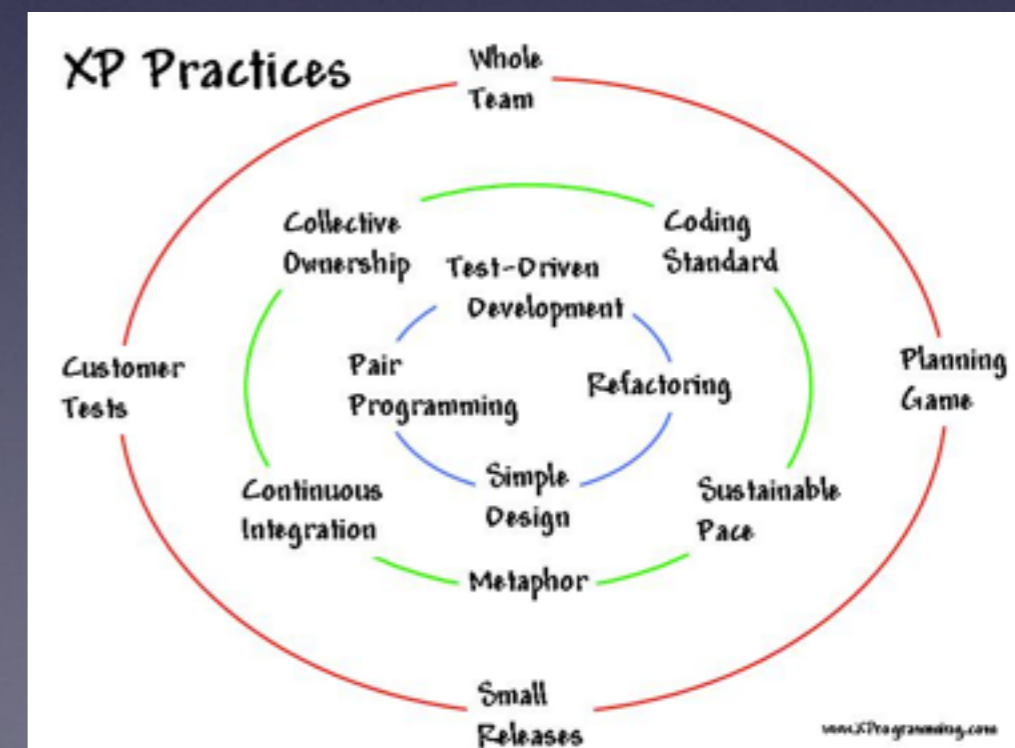 XP Practices
Whole
Team
Collective
Ownership
Coding
Standard
Test-Driven
Development
Customer
Tests
Pair
Programming
Refactoring
Planning
Game
Continuous
Integration
Simple
Design
Sustainable
Pace
Metaphor
Small
Releases
www.XProgramming.com